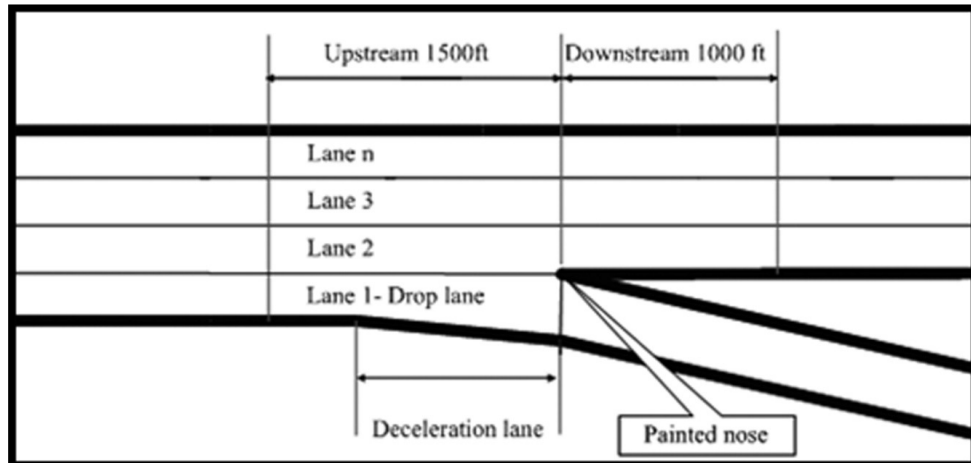 Upstream 1500ft
Downstream 1000 ft
Lane n
Lane 3
Lane 2
Lane 1- Drop lane
Deceleration lane
Painted nose